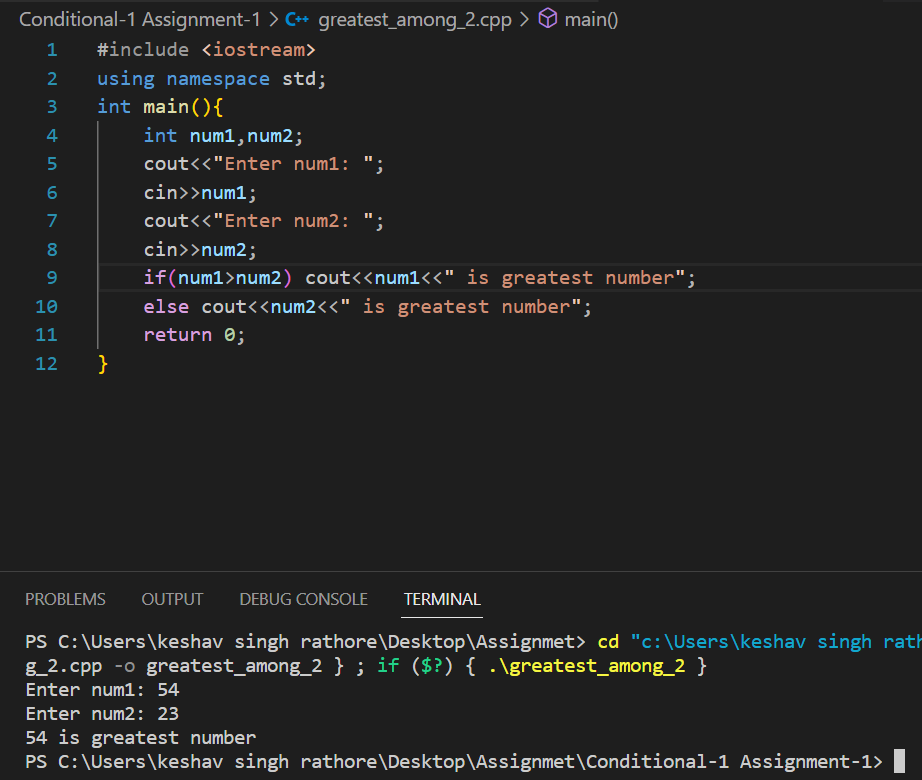 Conditional-1 Assignment-1 > C++ greatest_among_2.cpp > main()
1 #include <iostream>
2 using namespace std;
3 int main(){
4     int num1,num2;
5     cout<<"Enter num1: ";
6     cin>>num1;
7     cout<<"Enter num2: ";
8     cin>>num2;
9     if(num1>num2) cout<<num1<<" is greatest number";
10     else cout<<num2<<" is greatest number";
11     return 0;
12 }
PROBLEMS OUTPUT DEBUG CONSOLE TERMINAL
PS C:\Users\keshav singh rathore\Desktop\Assignmet> cd "c:\Users\keshav singh rath
g_2.cpp -o greatest_among_2 } ; if ($?) { .\greatest_among_2 }
Enter num1: 54
Enter num2: 23
54 is greatest number
PS C:\Users\keshav singh rathore\Desktop\Assignmet\Conditional-1 Assignment-1>